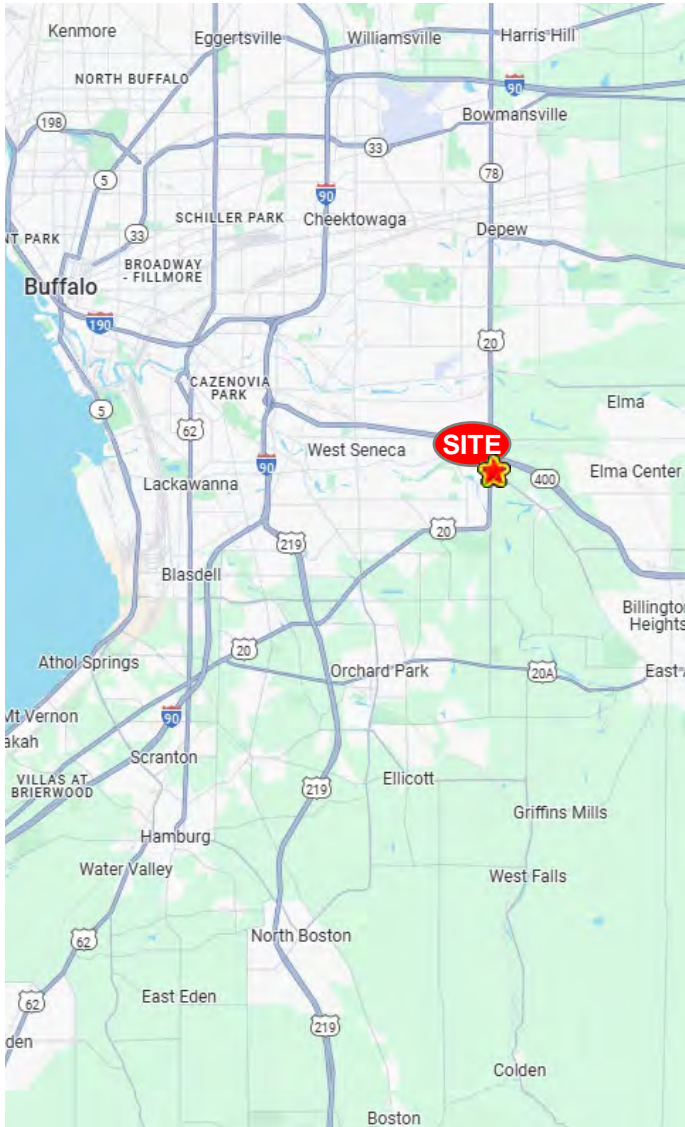 Kenmore
Eggertsville
Williamsville
Harris Hill
NORTH BUFFALO
90
Bowmansville
198
33
5
78
90
SCHILLER PARK
Cheektowaga
33
Depew
NT PARK
BROADWAY
- FILLMORE
Buffalo
190
20
CAZENOVIA
PARK
5
Elma
62
West Seneca
SITE
90
Elma Center
400
Lackawanna
20
219
Blasdell
Billington
Heights
20
Athol Springs
Orchard Park
20A
East A
Mt Vernon
90
akah
Scranton
VILLAS AT
BRIERWOOD
Ellicott
219
Griffins Mills
Hamburg
Water Valley
West Falls
62
North Boston
East Eden
62
219
den
Colden
Boston